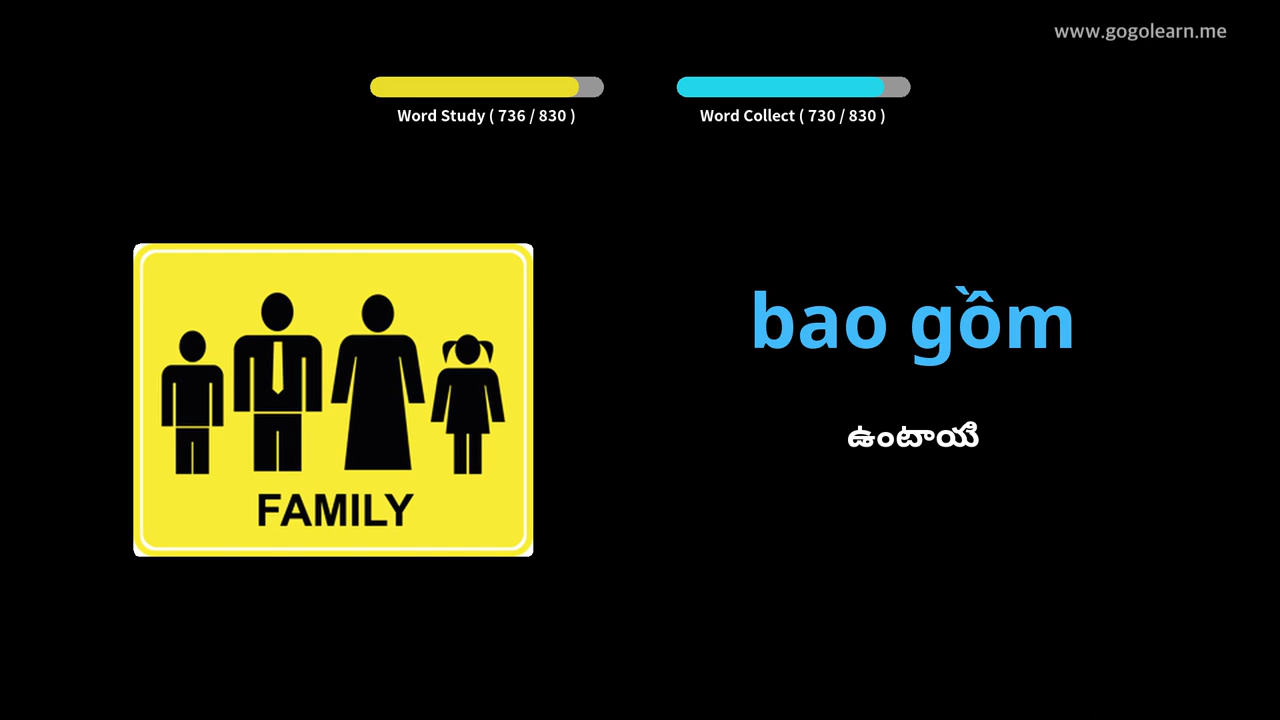 www.gogolearn.me
Word Study ( 736 / 830 )
Word Collect ( 730 / 830 )
bao gồm
ఉంటాయి
FAMILY